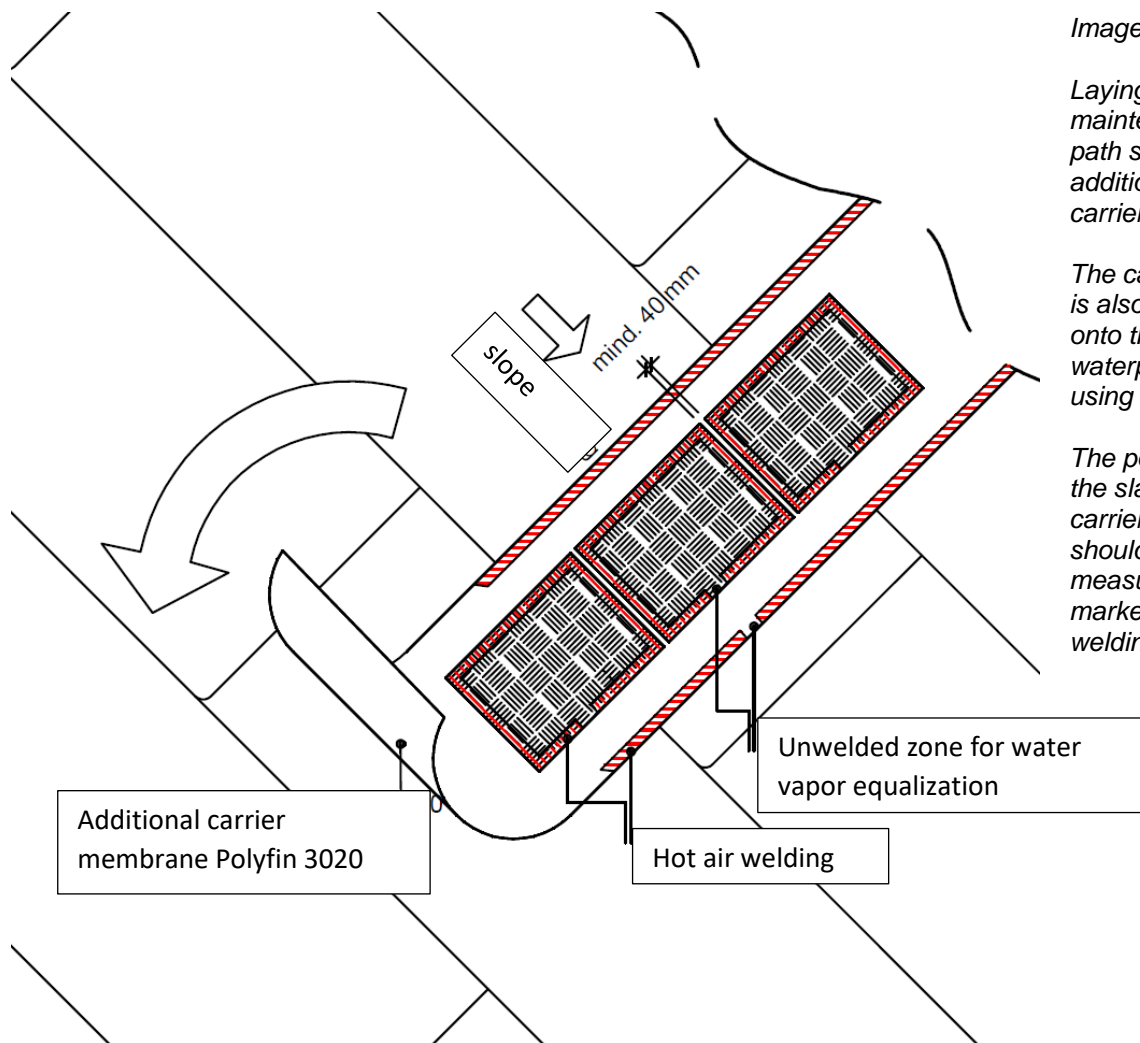 Image
Laying
mainte
path s
additio
carrier
The ca
is also
onto th
waterp
using
The po
the sla
carrier
should
measu
marke
weldin
mind. 40 mm
slope
Unwelded zone for water
vapor equalization
Additional carrier
membrane Polyfin 3020
Hot air welding